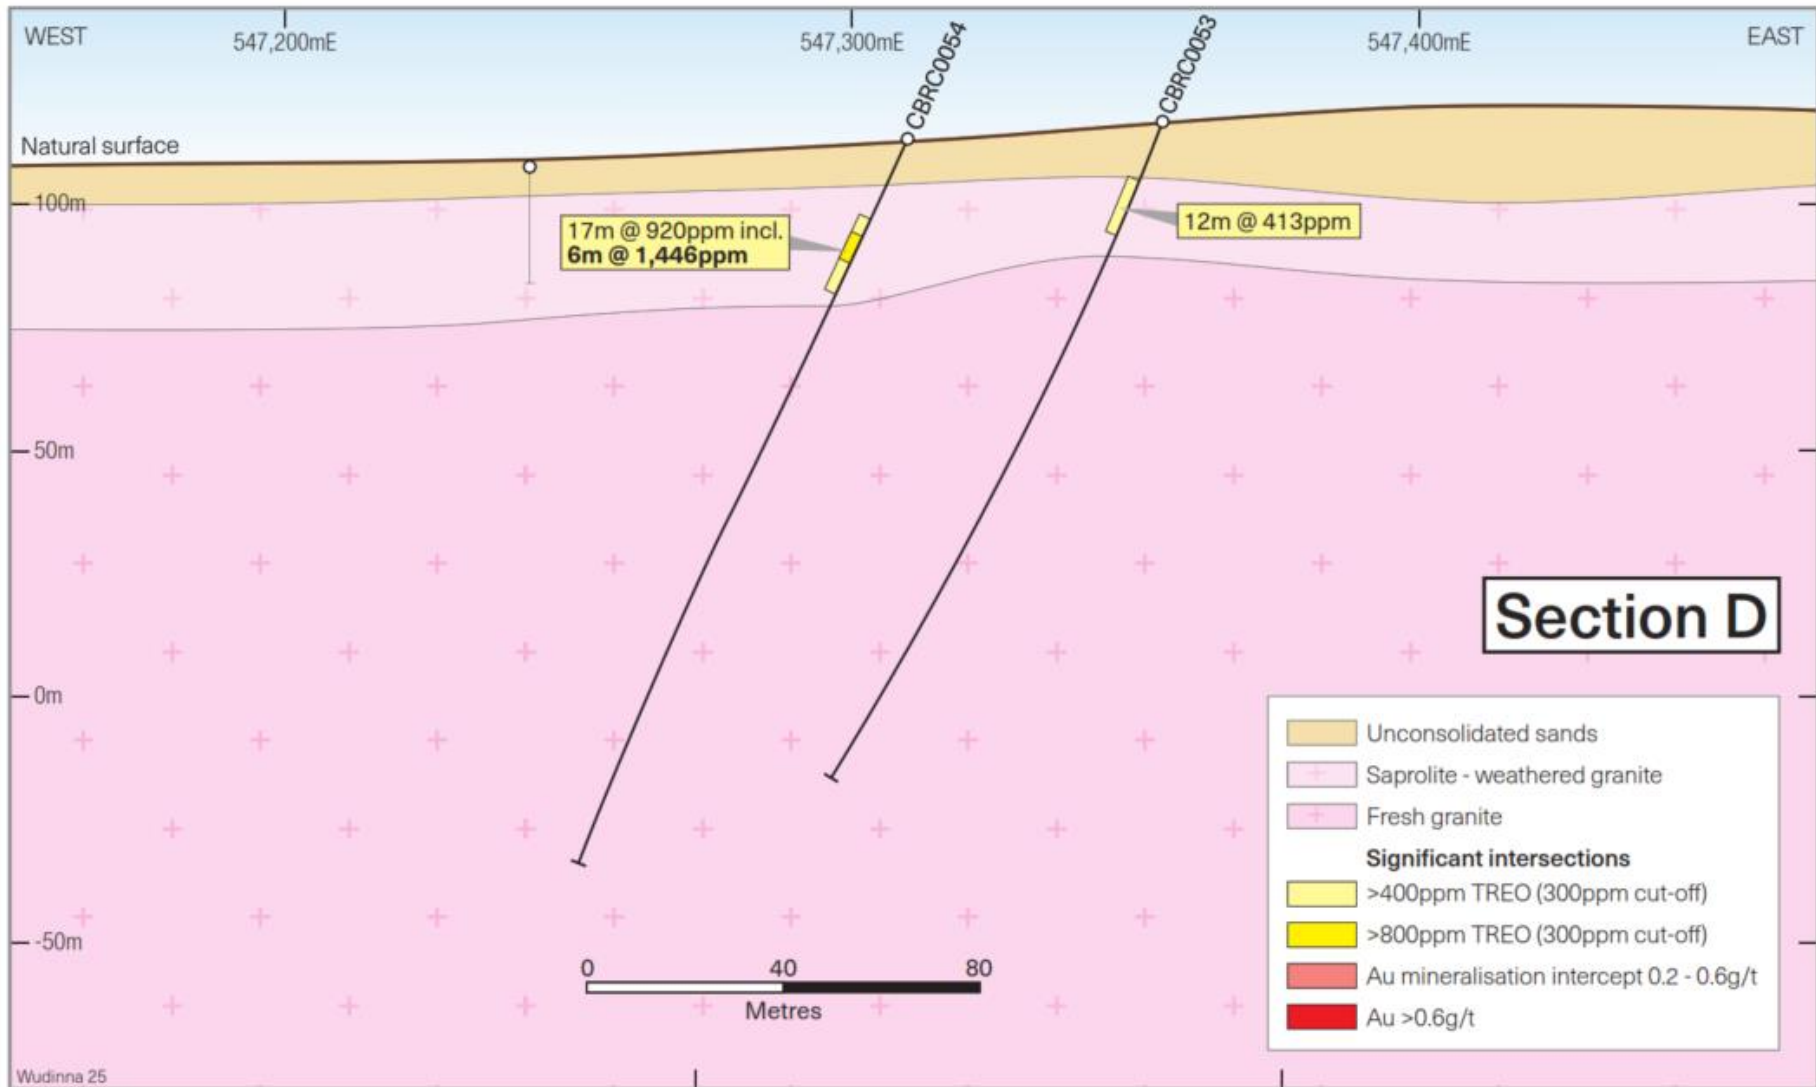 WEST
547,200mE
547,300mE
547,400mE
EAST
CBRC0054
CBRC0053
Natural surface
100m
17m @ 920ppm incl.
6m @ 1,446ppm
12m @ 413ppm
50m
Section D
0m
Unconsolidated sands
Saprolite - weathered granite
Fresh granite
Significant intersections
>400ppm TREO (300ppm cut-off)
>800ppm TREO (300ppm cut-off)
Au mineralisation intercept 0.2 - 0.6g/t
Au >0.6g/t
-50m
0 40 80
Metres
Wudinna 25